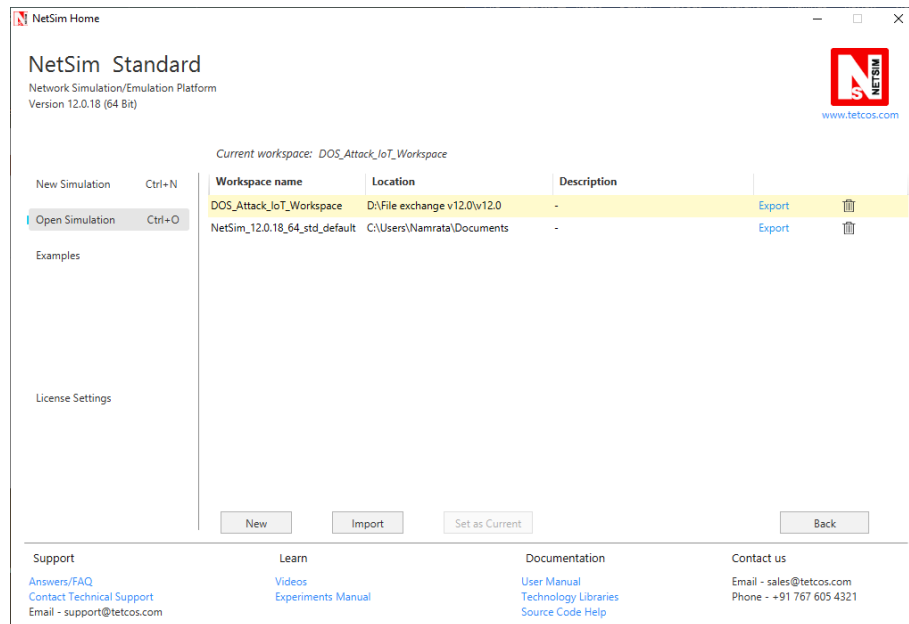 NetSim Home
NetSim Standard
Network Simulation/Emulation Platform
Version 12.0.18 (64 Bit)
NETSIM
NS
www.tetcos.com
Current workspace: DOS_Attack_IoT_Workspace
New Simulation Ctrl+N
Open Simulation Ctrl+O
Examples
License Settings
Workspace name Location Description
DOS_Attack_IoT_Workspace D:\File exchange v12.0\v12.0 - Export
NetSim_12.0.18_64_std_default C:\Users\Namrata\Documents - Export
New Import Set as Current Back
Support Learn Documentation Contact us
Answers/FAQ Videos User Manual Email - sales@tetcos.com
Contact Technical Support Experiments Manual Technology Libraries Phone - +91 767 605 4321
Email - support@tetcos.com Source Code Help